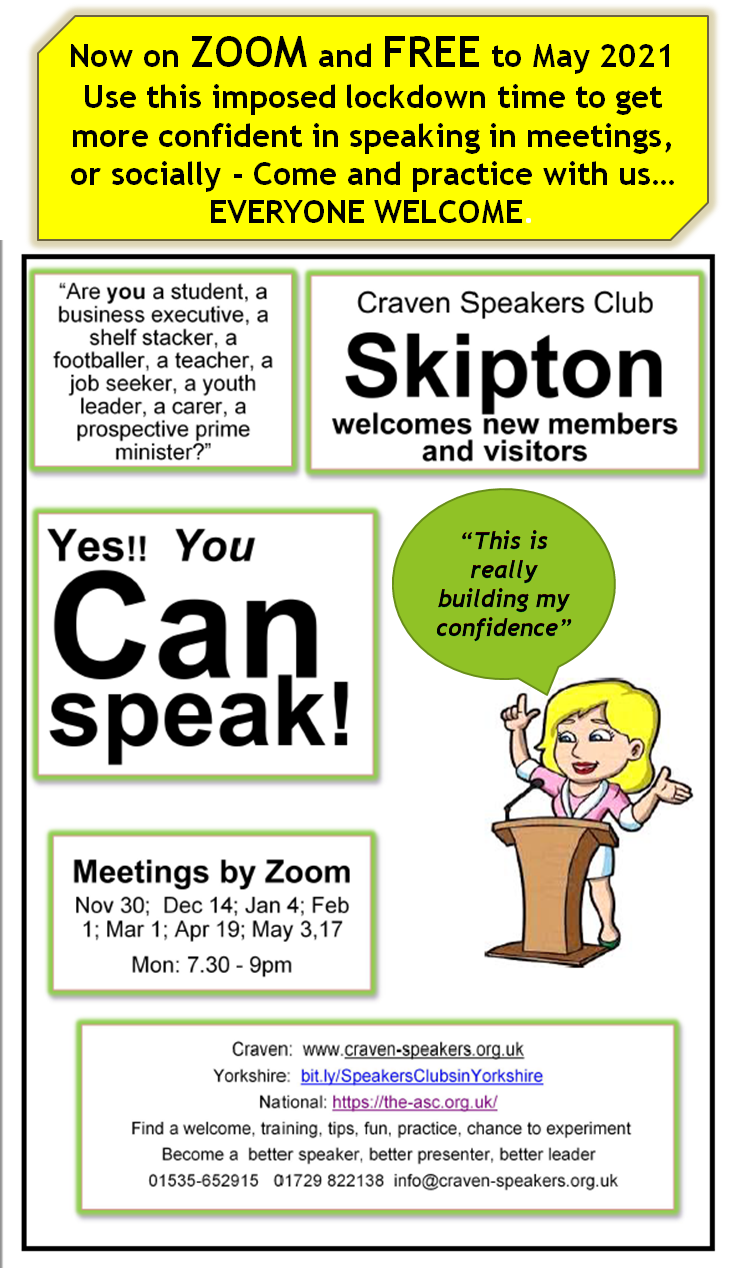 Now on ZOOM and FREE to May 2021
Use this imposed lockdown time to get
more confident in speaking in meetings,
or socially - Come and practice with us…
EVERYONE WELCOME.
“Are you a student, a
business executive, a
shelf stacker, a
footballer, a teacher, a
job seeker, a youth
leader, a carer, a
prospective prime
minister?”
Craven Speakers Club
Skipton
welcomes new members
and visitors
Yes!! You
Can
speak!
“This is
really
building my
confidence”
Meetings by Zoom
Nov 30; Dec 14; Jan 4; Feb
1; Mar 1; Apr 19; May 3,17
Mon: 7.30 - 9pm
Craven: www.craven-speakers.org.uk
Yorkshire: bit.ly/SpeakersClubsinYorkshire
National: https://the-asc.org.uk/
Find a welcome, training, tips, fun, practice, chance to experiment
Become a better speaker, better presenter, better leader
01535-652915 01729 822138 info@craven-speakers.org.uk